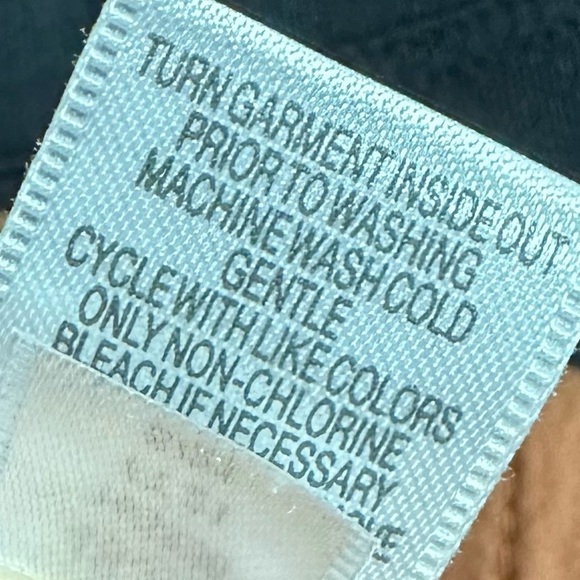 TURN GARMENT INSIDE OUT
PRIOR TO WASHING
MACHINE WASH COLD
GENTLE
CYCLE WITH LIKE COLORS
ONLY NON-CHLORINE
BLEACH IF NECESSARY